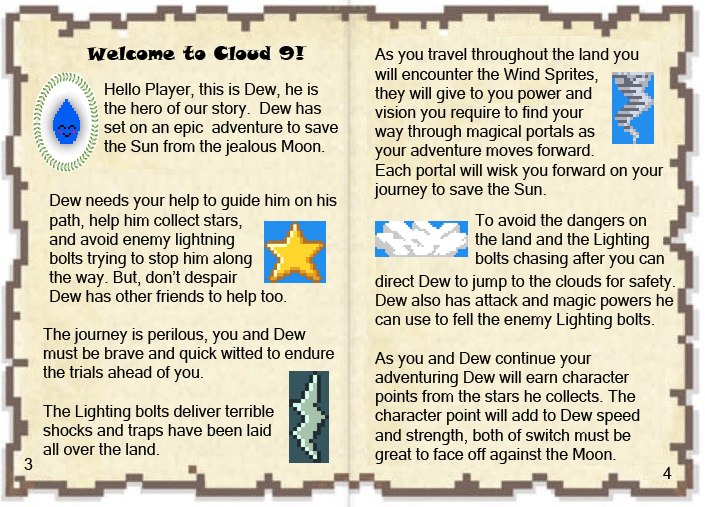 Welcome to Cloud 9!
Hello Player, this is Dew, he is
the hero of our story. Dew has
set on an epic adventure to save
the Sun from the jealous Moon.
Dew needs your help to guide him on his
path, help him collect stars,
and avoid enemy lightning
bolts trying to stop him along
the way. But, don't despair
Dew has other friends to help too.
The journey is perilous, you and Dew
must be brave and quick witted to endure
the trials ahead of you.
The Lighting bolts deliver terrible
shocks and traps have been laid
all over the land.
3
As you travel throughout the land you
will encounter the Wind Sprites,
they will give to you power and
vision you require to find your
way through magical portals as
your adventure moves forward.
Each portal will wisk you forward on your
journey to save the Sun.
To avoid the dangers on
the land and the Lighting
bolts chasing after you can
direct Dew to jump to the clouds for safety.
Dew also has attack and magic powers he
can use to fell the enemy Lighting bolts.
As you and Dew continue your
adventuring Dew will earn character
points from the stars he collects. The
character point will add to Dew speed
and strength, both of switch must be
great to face off against the Moon.
4